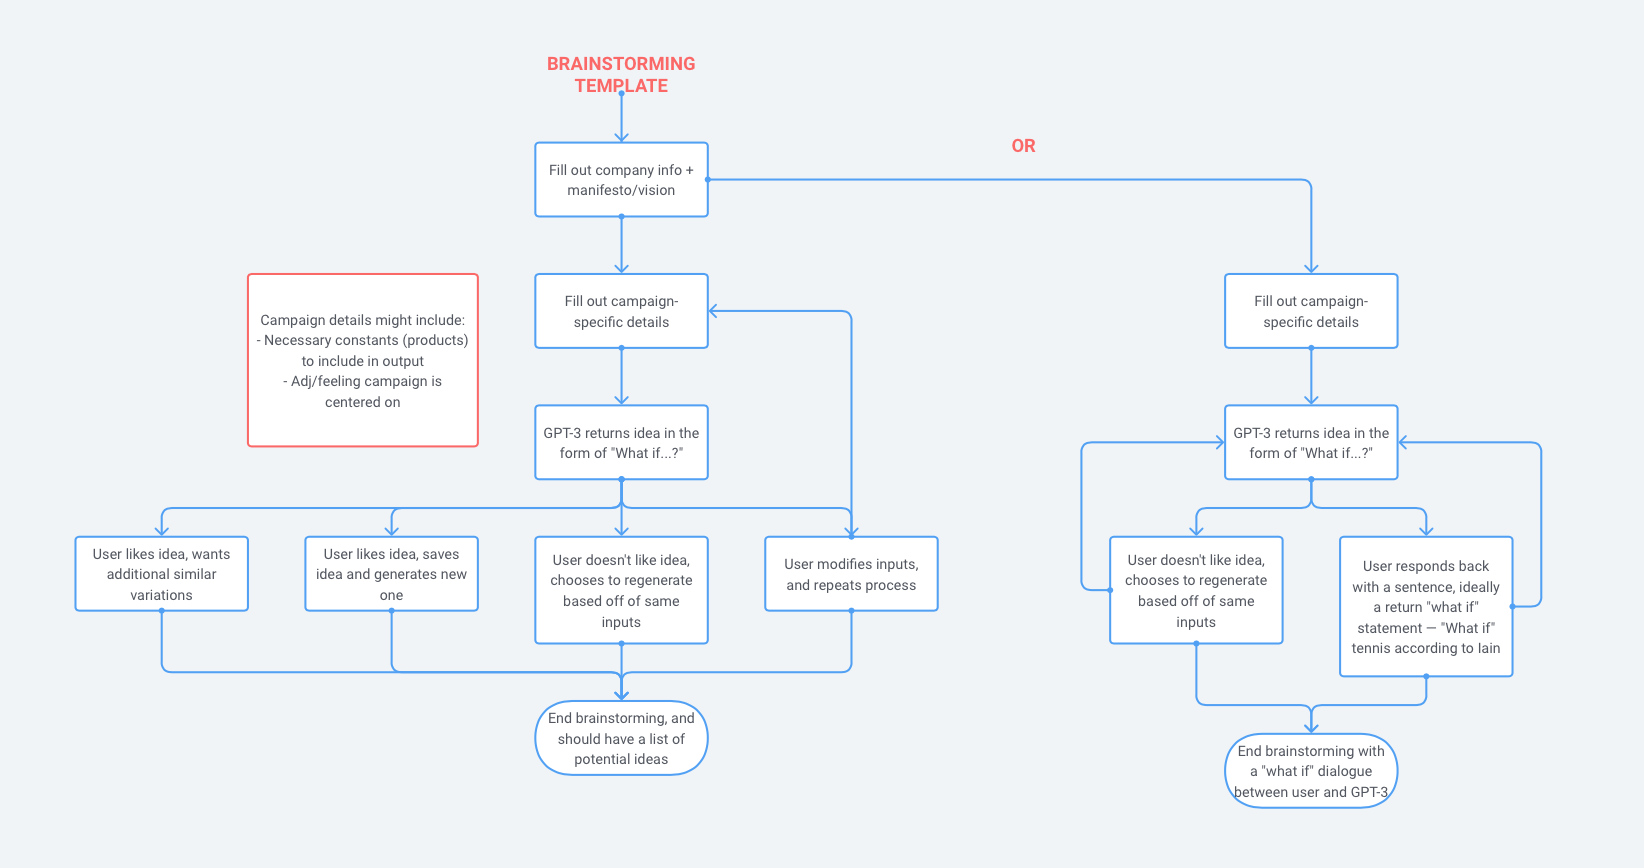 BRAINSTORMING
TEMPLATE
OR
Fill out company info +
manifesto/vision
Campaign details might include:
- Necessary constants (products)
to include in output
- Adj/feeling campaign is
centered on
Fill out campaign-
specific details
Fill out campaign-
specific details
GPT-3 returns idea in the
form of "What if...?"
GPT-3 returns idea in the
form of "What if...?"
User likes idea, wants
additional similar
variations
User likes idea, saves
idea and generates new
one
User doesn't like idea,
chooses to regenerate
based off of same
inputs
User modifies inputs,
and repeats process
User doesn't like idea,
chooses to regenerate
based off of same
inputs
User responds back
with a sentence, ideally
a return "what if"
statement — "What if"
tennis according to Iain
End brainstorming, and
should have a list of
potential ideas
End brainstorming with
a "what if" dialogue
between user and GPT-3